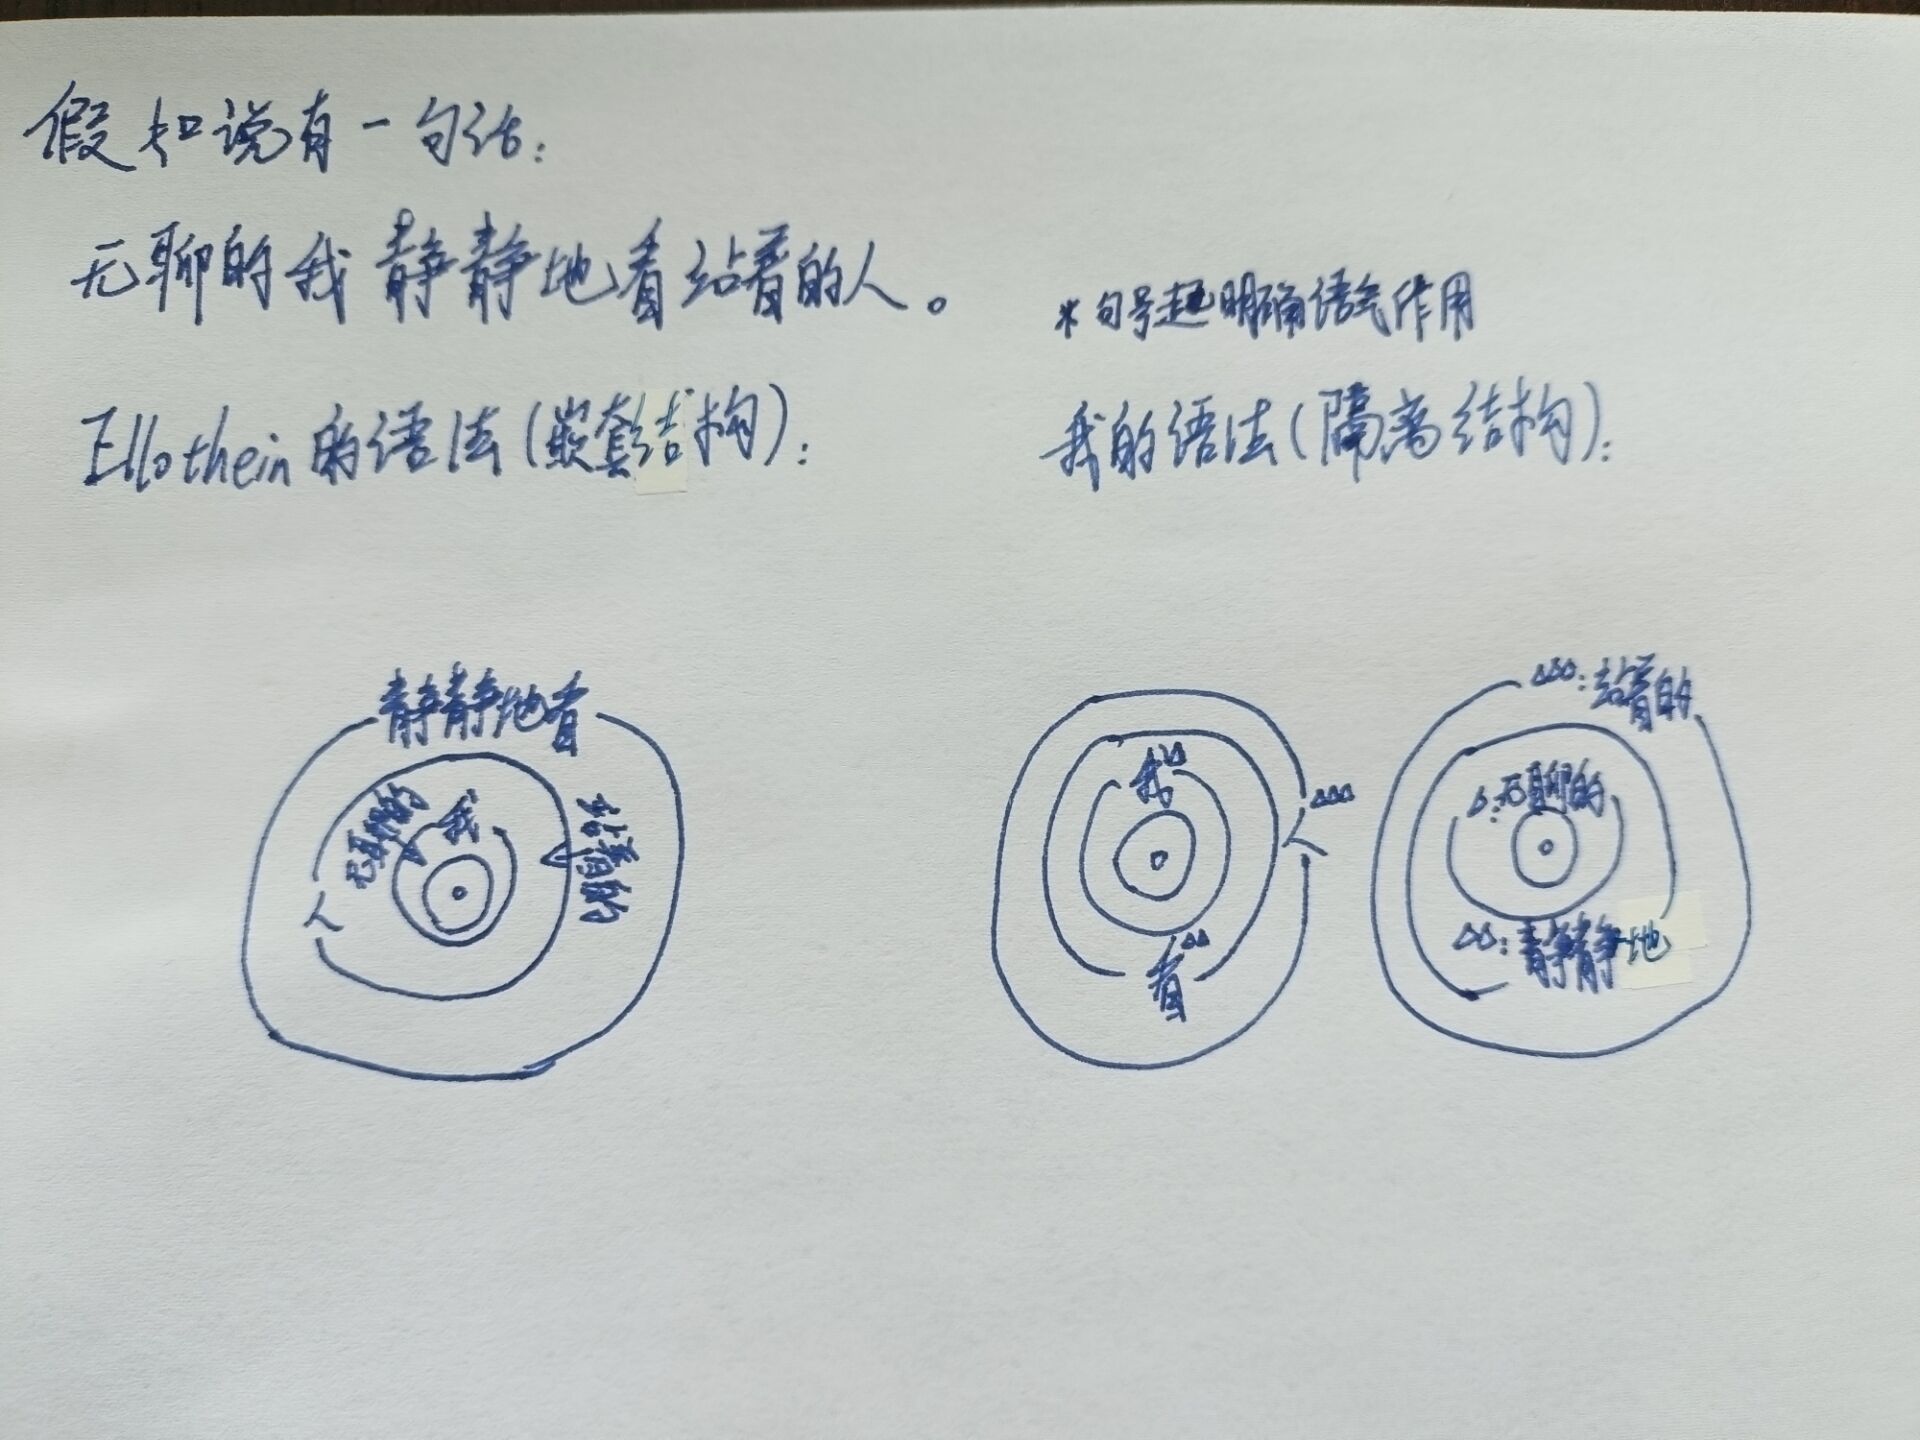 假如说有一句话：
无聊的我静静地看站着的人。
*句号起明确语气作用
Ellothein的语法（嵌套结构）：
我的语法（隔离结构）：
静静地看
无聊的
我
站着的
人
我△
△△△
人
△△
看
△△△：站着的
△：无聊的
△△：静静地